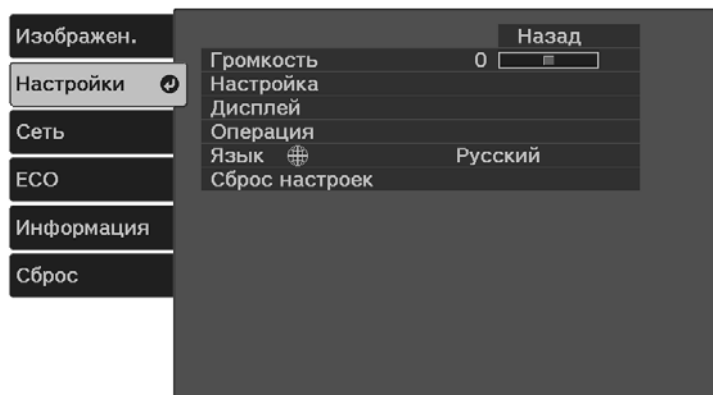 Изображен.
Настройки
Сеть
ECO
Информация
Сброс
Назад
Громкость 0
Настройка
Дисплей
Операция
Язык Русский
Сброс настроек